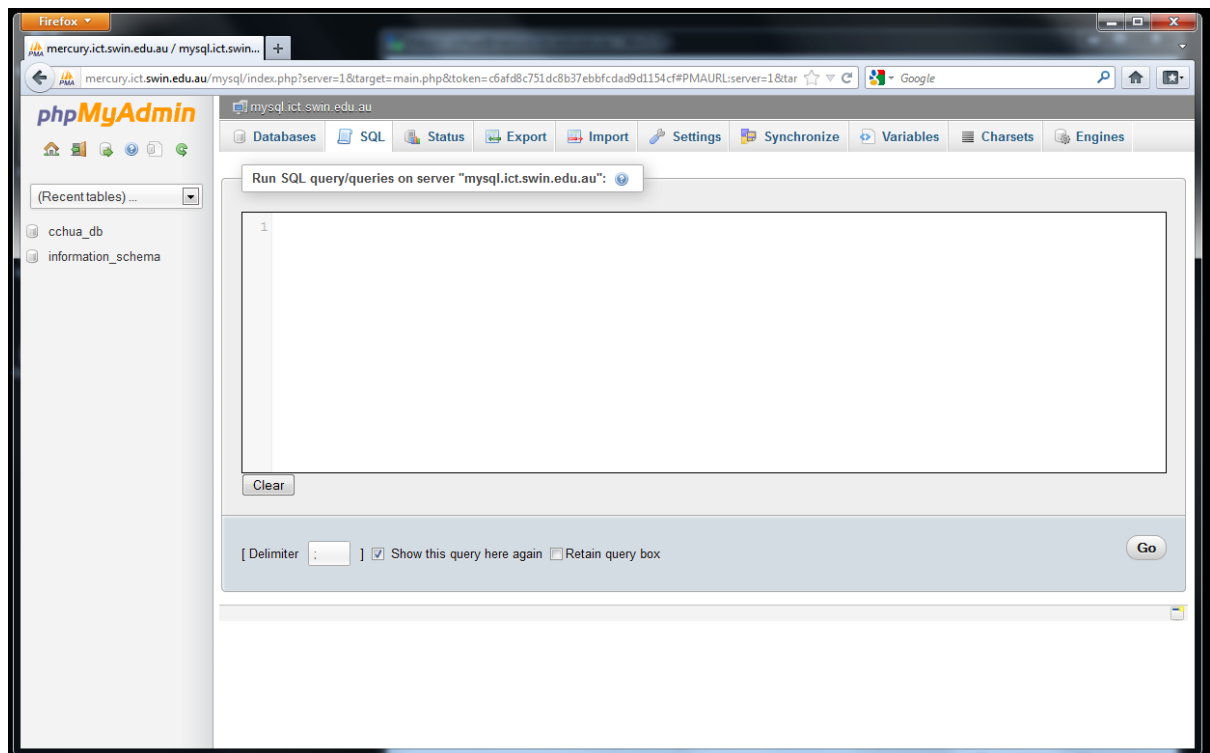 Firefox
mercury.ict.swin.edu.au / mysql.ict.swin... +
mercury.ict.swin.edu.au/mysql/index.php?server=1&target=main.php&token=c6afd8c751dc8b37ebbfcdad9d1154cf#PMAURL:server=1&tar Google
phpMyAdmin
mysql.ict.swin.edu.au
Databases SQL Status Export Import Settings Synchronize Variables Charsets Engines
(Recent tables) ...
cchua_db
information_schema
Run SQL query/queries on server "mysql.ict.swin.edu.au":
1
Clear
[ Delimiter ; ] Show this query here again Retain query box
Go